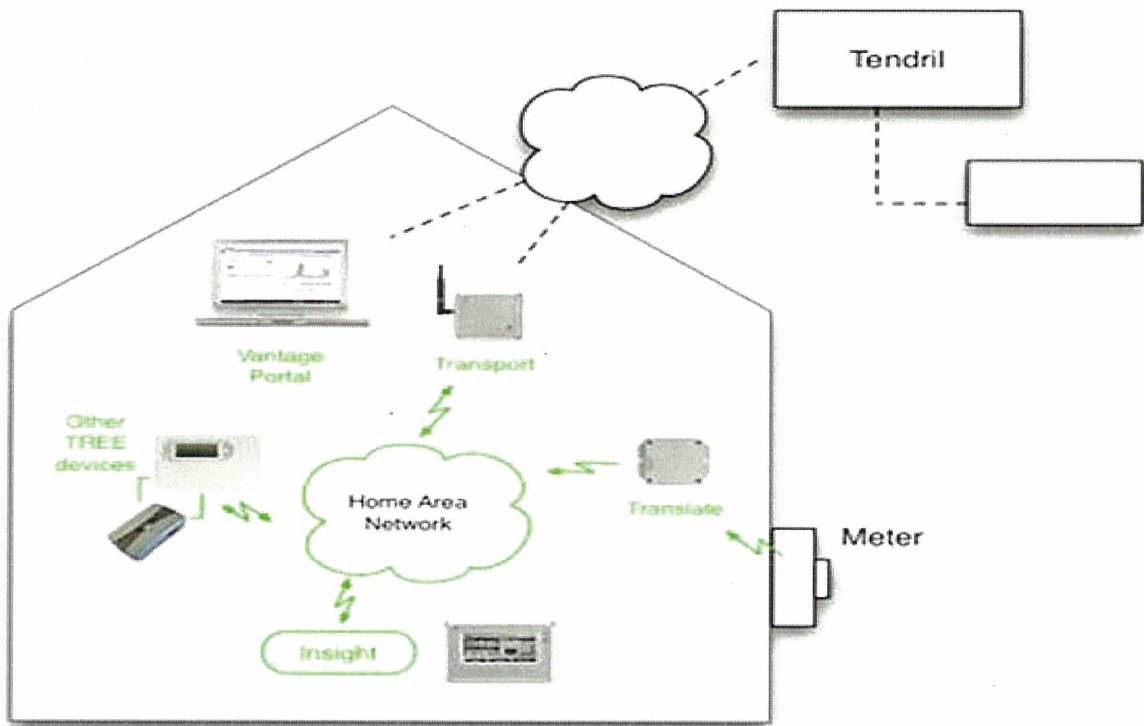 Tendril
Vantage
Portal
Transport
Other
TREE
devices
Home Area
Network
Translate
Meter
Insight